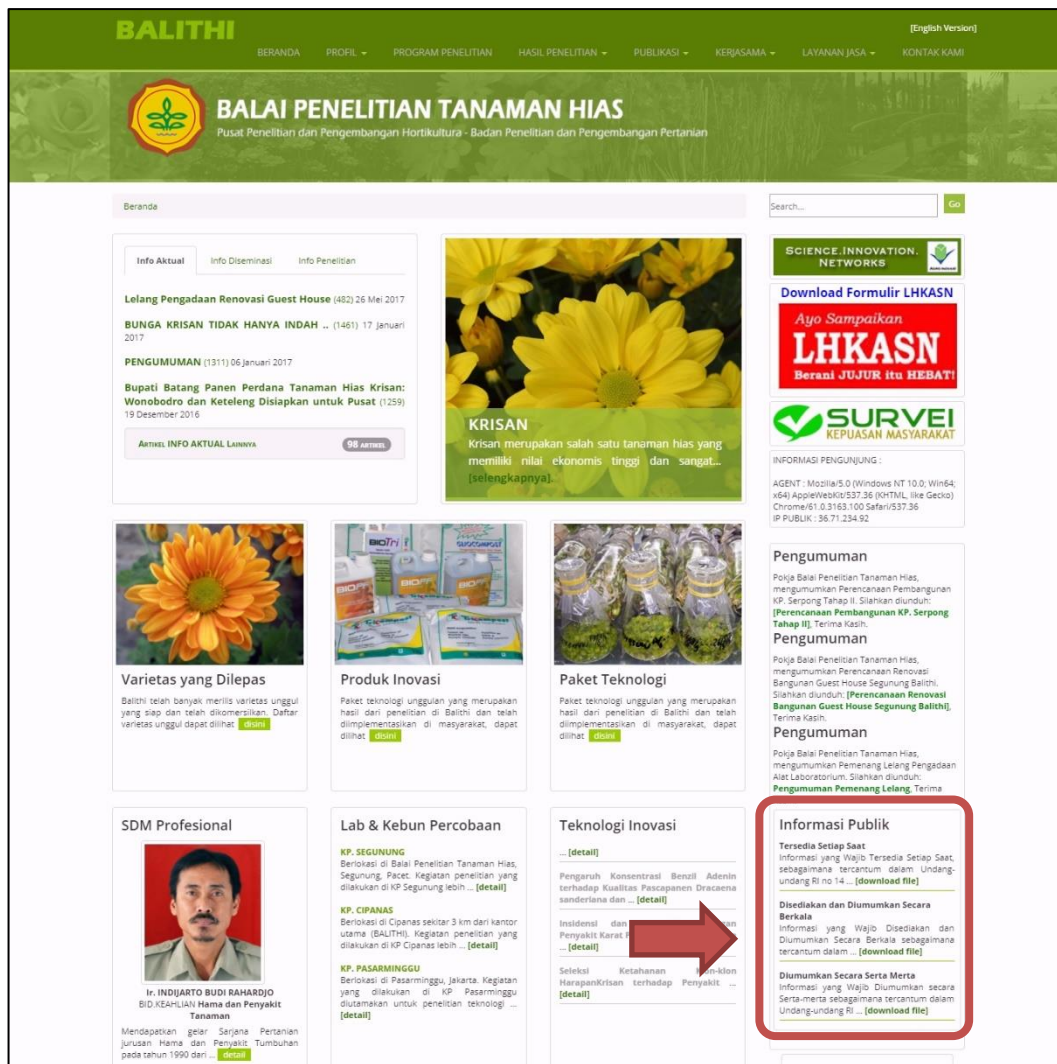 BALITHI
[English Version]
BERANDA
PROFIL
PROGRAM PENELITIAN
HASIL PENELITIAN
PUBLIKASI
KERJASAMA
LAYANAN JASA
KONTAK KAMI
BALAI PENELITIAN TANAMAN HIAS
Pusat Penelitian dan Pengembangan Hortikultura - Badan Penelitian dan Pengembangan Pertanian
Beranda
Search...
Go
Info Aktual
Info Diseminasi
Info Penelitian
Lelang Pengadaan Renovasi Guest House (482) 26 Mei 2017
BUNGA KRISAN TIDAK HANYA INDAH .. (1461) 17 Januari
2017
PENGUMUMAN (1311) 06 Januari 2017
Bupati Batang Panen Perdana Tanaman Hias Krisan:
Wonobodro dan Keteleng Disiapkan untuk Pusat (1259)
19 Desember 2016
ARTIKEL INFO AKTUAL LAINNYA
98 ARTIKEL
KRISAN
Krisan merupakan salah satu tanaman hias yang
memiliki nilai ekonomis tinggi dan sangat...
[selengkapnya]
SCIENCE.INNOVATION.
NETWORKS
Download Formulir LHKASN
Ayo Sampaikan
LHKASN
Berani JUJUR itu HEBAT!
SURVEI
KEPUASAN MASYARAKAT
INFORMASI PENGUNJUNG :
AGENT : Mozilla/5.0 (Windows NT 10.0; Win64;
x64) AppleWebKit/537.36 (KHTML, like Gecko)
Chrome/61.0.3163.100 Safari/537.36
IP PUBLIK : 36.71.234.92
Pengumuman
Pokja Balai Penelitian Tanaman Hias,
mengumumkan Perencanaan Pembangunan
KP. Serpong Tahap II. Silahkan diunduh:
[Perencanaan Pembangunan KP. Serpong
Tahap II], Terima Kasih.
Pengumuman
Pokja Balai Penelitian Tanaman Hias,
mengumumkan Perencanaan Renovasi
Bangunan Guest House Segunung Balithi.
Silahkan diunduh: [Perencanaan Renovasi
Bangunan Guest House Segunung Balithi],
Terima Kasih.
Pengumuman
Pokja Balai Penelitian Tanaman Hias,
mengumumkan Pemenang Lelang Pengadaan
Alat Laboratorium. Silahkan diunduh:
Pengumuman Pemenang Lelang, Terima
BIOTRi
GLIOCOMPOST
Varietas yang Dilepas
Balithi telah banyak merilis varietas unggul
yang siap dan telah dikomersilkan. Daftar
varietas unggul dapat dilihat disini
Produk Inovasi
Paket teknologi unggulan yang merupakan
hasil dari penelitian di Balithi dan telah
diimplementasikan di masyarakat, dapat
dilihat disini
Paket Teknologi
Paket teknologi unggulan yang merupakan
hasil dari penelitian di Balithi dan telah
diimplementasikan di masyarakat, dapat
dilihat disini
SDM Profesional
Ir. INDIJARTO BUDI RAHARDJO
BID.KEAHLIAN Hama dan Penyakit
Tanaman
Mendapatkan gelar Sarjana Pertanian
jurusan Hama dan Penyakit Tumbuhan
pada tahun 1990 dari ... detail
Lab & Kebun Percobaan
KP. SEGUNUNG
Berlokasi di Balai Penelitian Tanaman Hias,
Segunung, Pacet. Kegiatan penelitian yang
dilakukan di KP Segunung lebih ... [detail]
KP. CIPANAS
Berlokasi di Cipanas sekitar 3 km dari kantor
utama (BALITHI). Kegiatan penelitian yang
dilakukan di KP Cipanas lebih ... [detail]
KP. PASARMINGGU
Berlokasi di Pasarminggu, Jakarta. Kegiatan
yang dilakukan di KP Pasarminggu
diutamakan untuk penelitian teknologi ...
[detail]
Teknologi Inovasi
... [detail]
Pengaruh Konsentrasi Benzil Adenin
terhadap Kualitas Pascapanen Dracaena
sanderiana dan ... [detail]
Insidensi dan
Penyakit Karat
... [detail]
Seleksi Ketahanan
HarapanKrisan terhadap Penyakit ...
[detail]
Informasi Publik
Tersedia Setiap Saat
Informasi yang Wajib Tersedia Setiap Saat,
sebagaimana tercantum dalam Undang-
undang RI no 14 ... [download file]
Disediakan dan Diumumkan Secara
Berkala
Informasi yang Wajib Disediakan dan
Diumumkan Secara Berkala sebagaimana
tercantum dalam ... [download file]
Diumumkan Secara Serta Merta
Informasi yang Wajib Diumumkan secara
Serta-merta sebagaimana tercantum dalam
Undang-undang RI ... [download file]